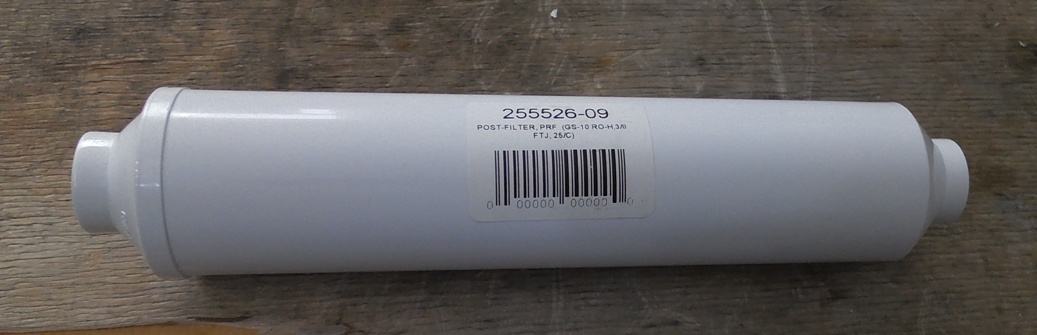 255526-09
POST-FILTER, PRF (GS-10 RO-H,3/8
FTJ, 25/C)
0 00000 00000 0